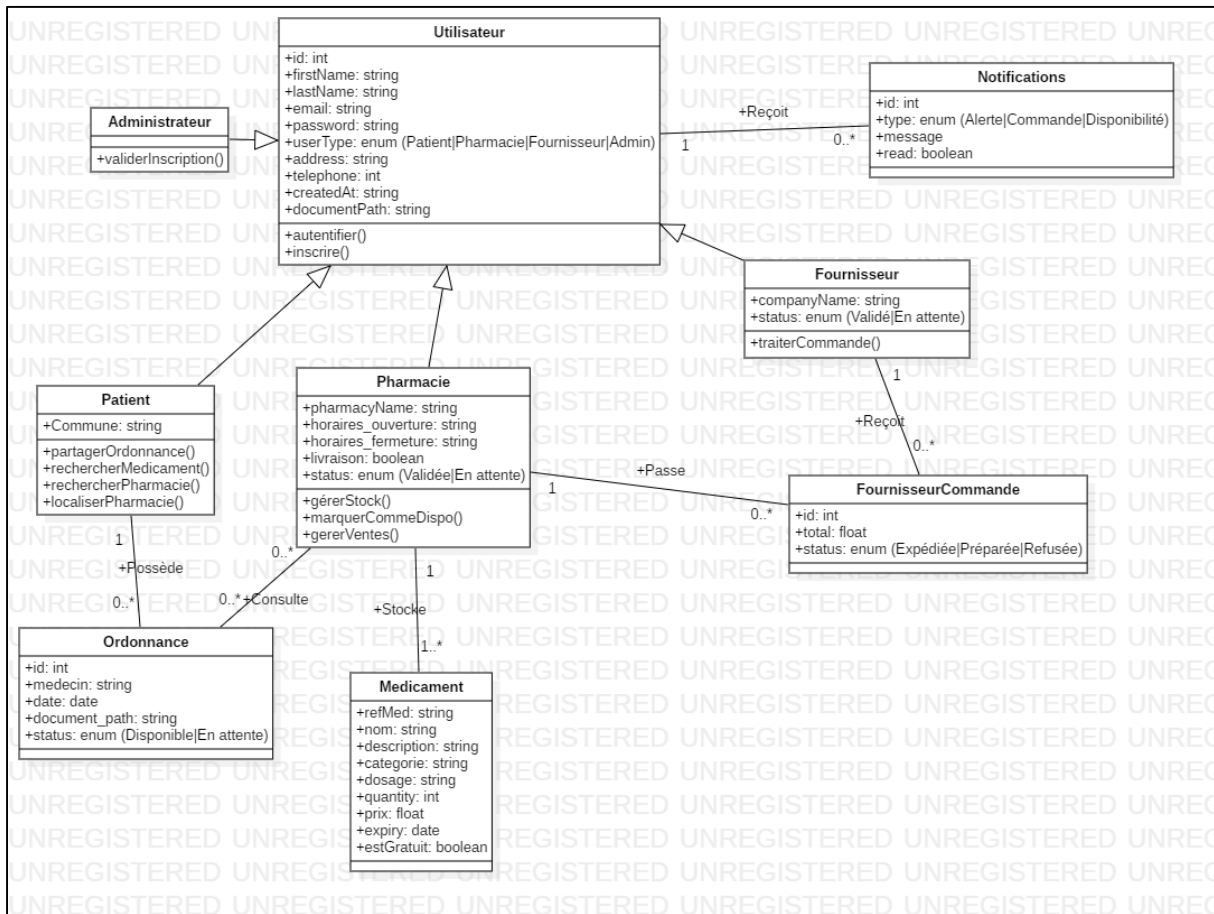 UNREGISTERED
Utilisateur
+id: int
+firstName: string
+lastName: string
+email: string
+password: string
+userType: enum (Patient|Pharmacie|Fournisseur|Admin)
+address: string
+telephone: int
+createdAt: string
+documentPath: string
+autentifier()
+inscrire()
Administrateur
+validerInscription()
+Reçoit
1
0..*
Notifications
+id: int
+type: enum (Alerte|Commande|Disponibilité)
+message
+read: boolean
Fournisseur
+companyName: string
+status: enum (Validé|En attente)
+traiterCommande()
1
+Reçoit
0..*
Patient
+Commune: string
+partagerOrdonnance()
+rechercherMedicament()
+rechercherPharmacie()
+localiserPharmacie()
Pharmacie
+pharmacyName: string
+horaires_ouverture: string
+horaires_fermeture: string
+livraison: boolean
+status: enum (Validée|En attente)
+gérerStock()
+marquerCommeDispo()
+gererVentes()
+Passe
1
0..*
FournisseurCommande
+id: int
+total: float
+status: enum (Expédiée|Préparée|Refusée)
1
+Possède
0..*
0..*
0..*
+Consulte
1
+Stocke
1..*
Ordonnance
+id: int
+medecin: string
+date: date
+document_path: string
+status: enum (Disponible|En attente)
Medicament
+refMed: string
+nom: string
+description: string
+categorie: string
+dosage: string
+quantity: int
+prix: float
+expiry: date
+estGratuit: boolean